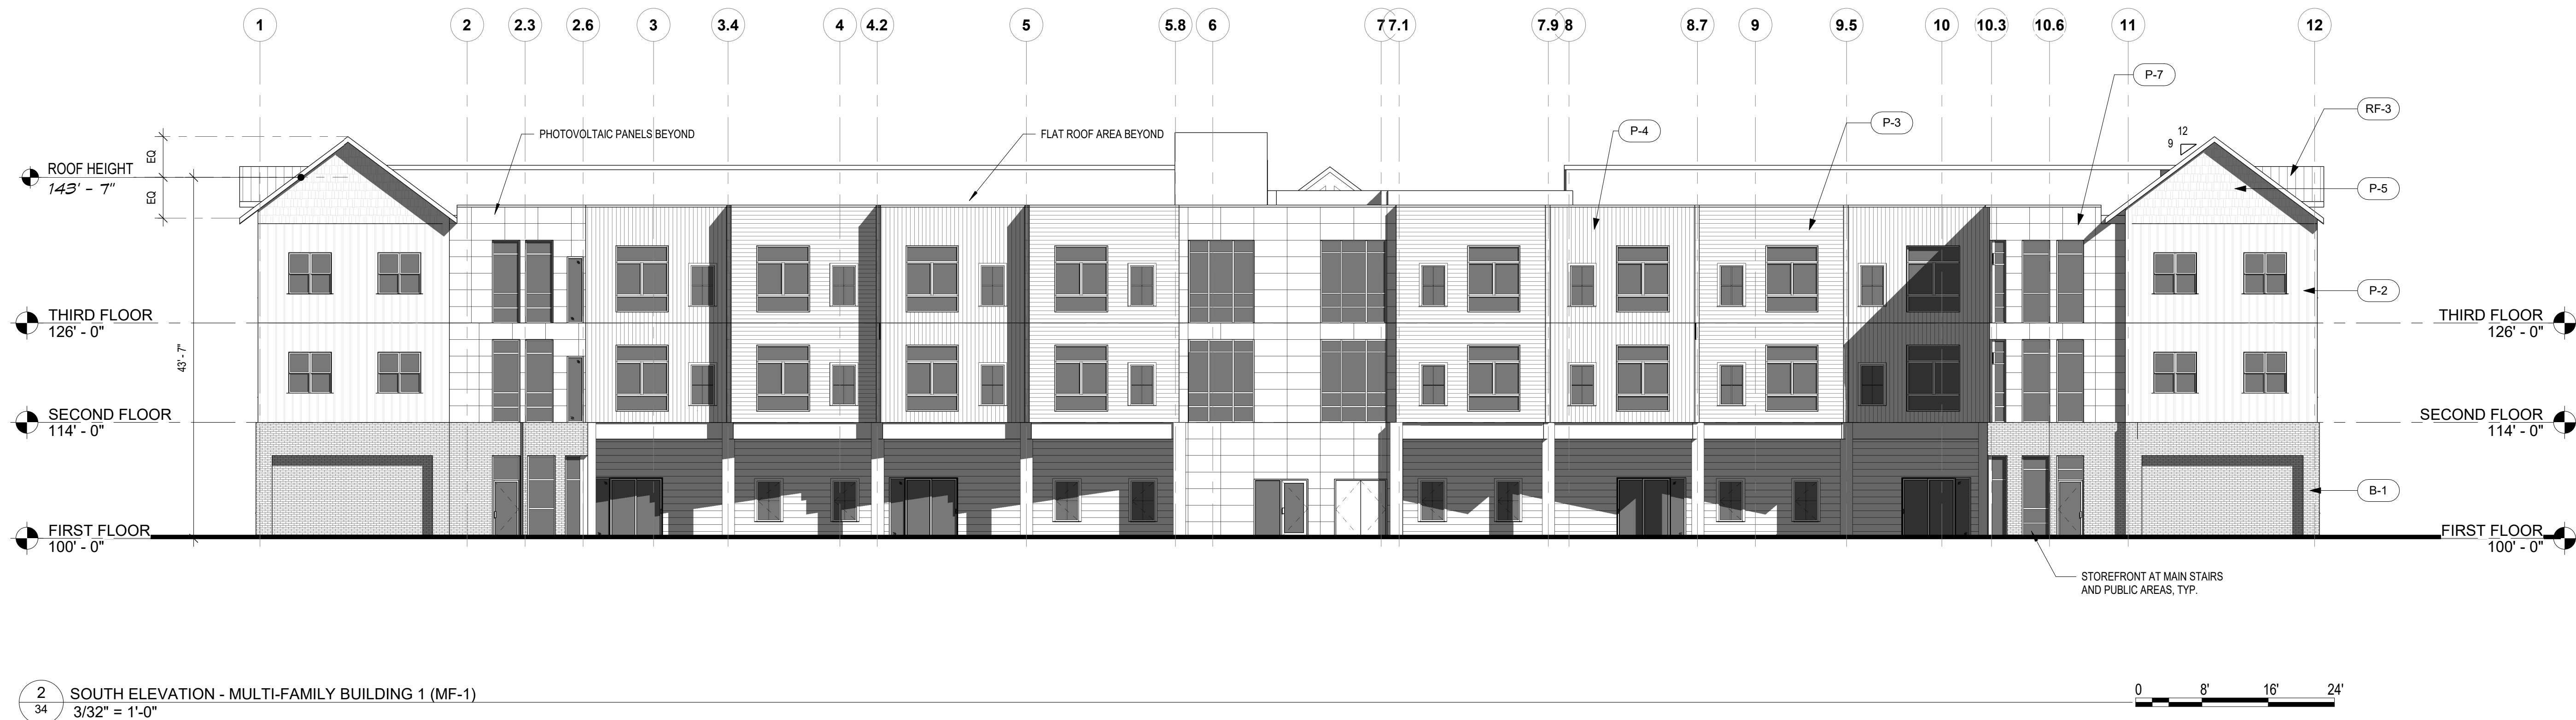 1 2 2.3 2.6 3 3.4 4 4.2 5 5.8 6 7 7.1 7.9 8 8.7 9 9.5 10 10.3 10.6 11 12
P-7
RF-3
P-4
P-3
12
9
PHOTOVOLTAIC PANELS BEYOND
FLAT ROOF AREA BEYOND
EQ
EQ
ROOF HEIGHT
143' - 7"
P-5
P-2
THIRD FLOOR
126' - 0"
THIRD FLOOR
126' - 0"
43' - 7"
SECOND FLOOR
114' - 0"
SECOND FLOOR
114' - 0"
B-1
FIRST FLOOR
100' - 0"
FIRST FLOOR
100' - 0"
STOREFRONT AT MAIN STAIRS
AND PUBLIC AREAS, TYP.
2
34
SOUTH ELEVATION - MULTI-FAMILY BUILDING 1 (MF-1)
3/32" = 1'-0"
0 8' 16' 24'